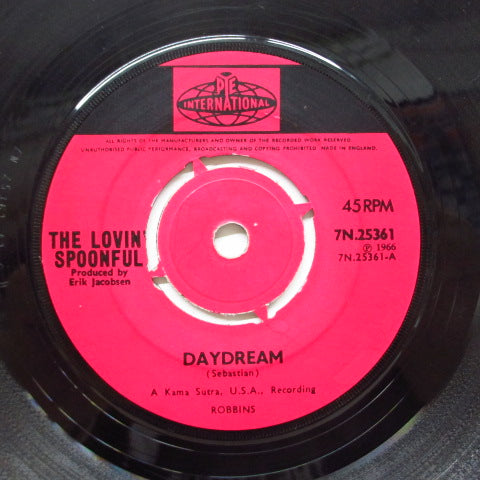 PYE
INTERNATIONAL
ALL RIGHTS OF THE MANUFACTURERS AND OWNER OF THE RECORDED WORK RESERVED.
UNAUTHORISED PUBLIC PERFORMANCE, BROADCASTING AND COPYING PROHIBITED. MADE IN ENGLAND.
45 RPM
THE LOVIN'
SPOONFUL
Produced by
Erik Jacobsen
7N.25361
℗ 1966
7N.25361-A
DAYDREAM
(Sebastian)
A Kama Sutra, U.S.A., Recording
ROBBINS